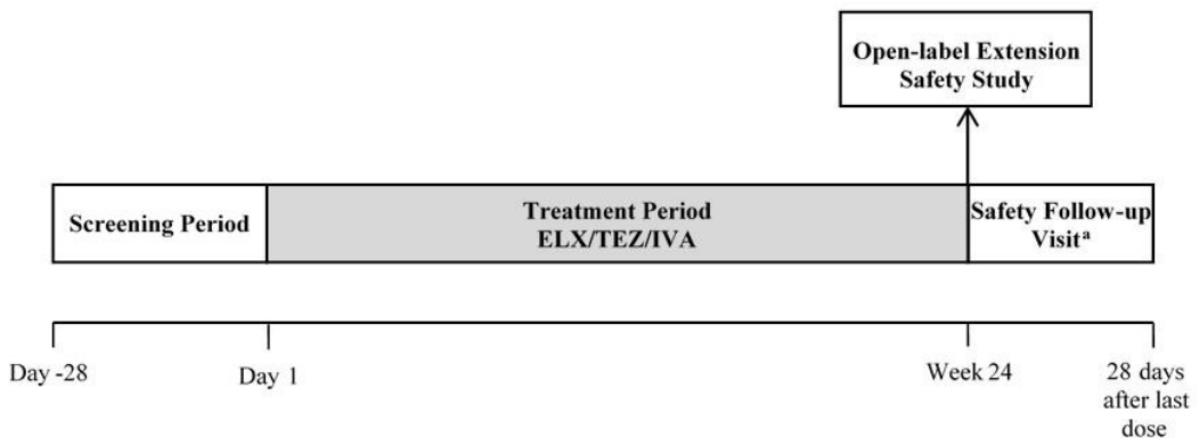 Open-label Extension
Safety Study
Screening Period
Treatment Period
ELX/TEZ/IVA
Safety Follow-up
Visitᵃ
Day -28
Day 1
Week 24
28 days
after last
dose